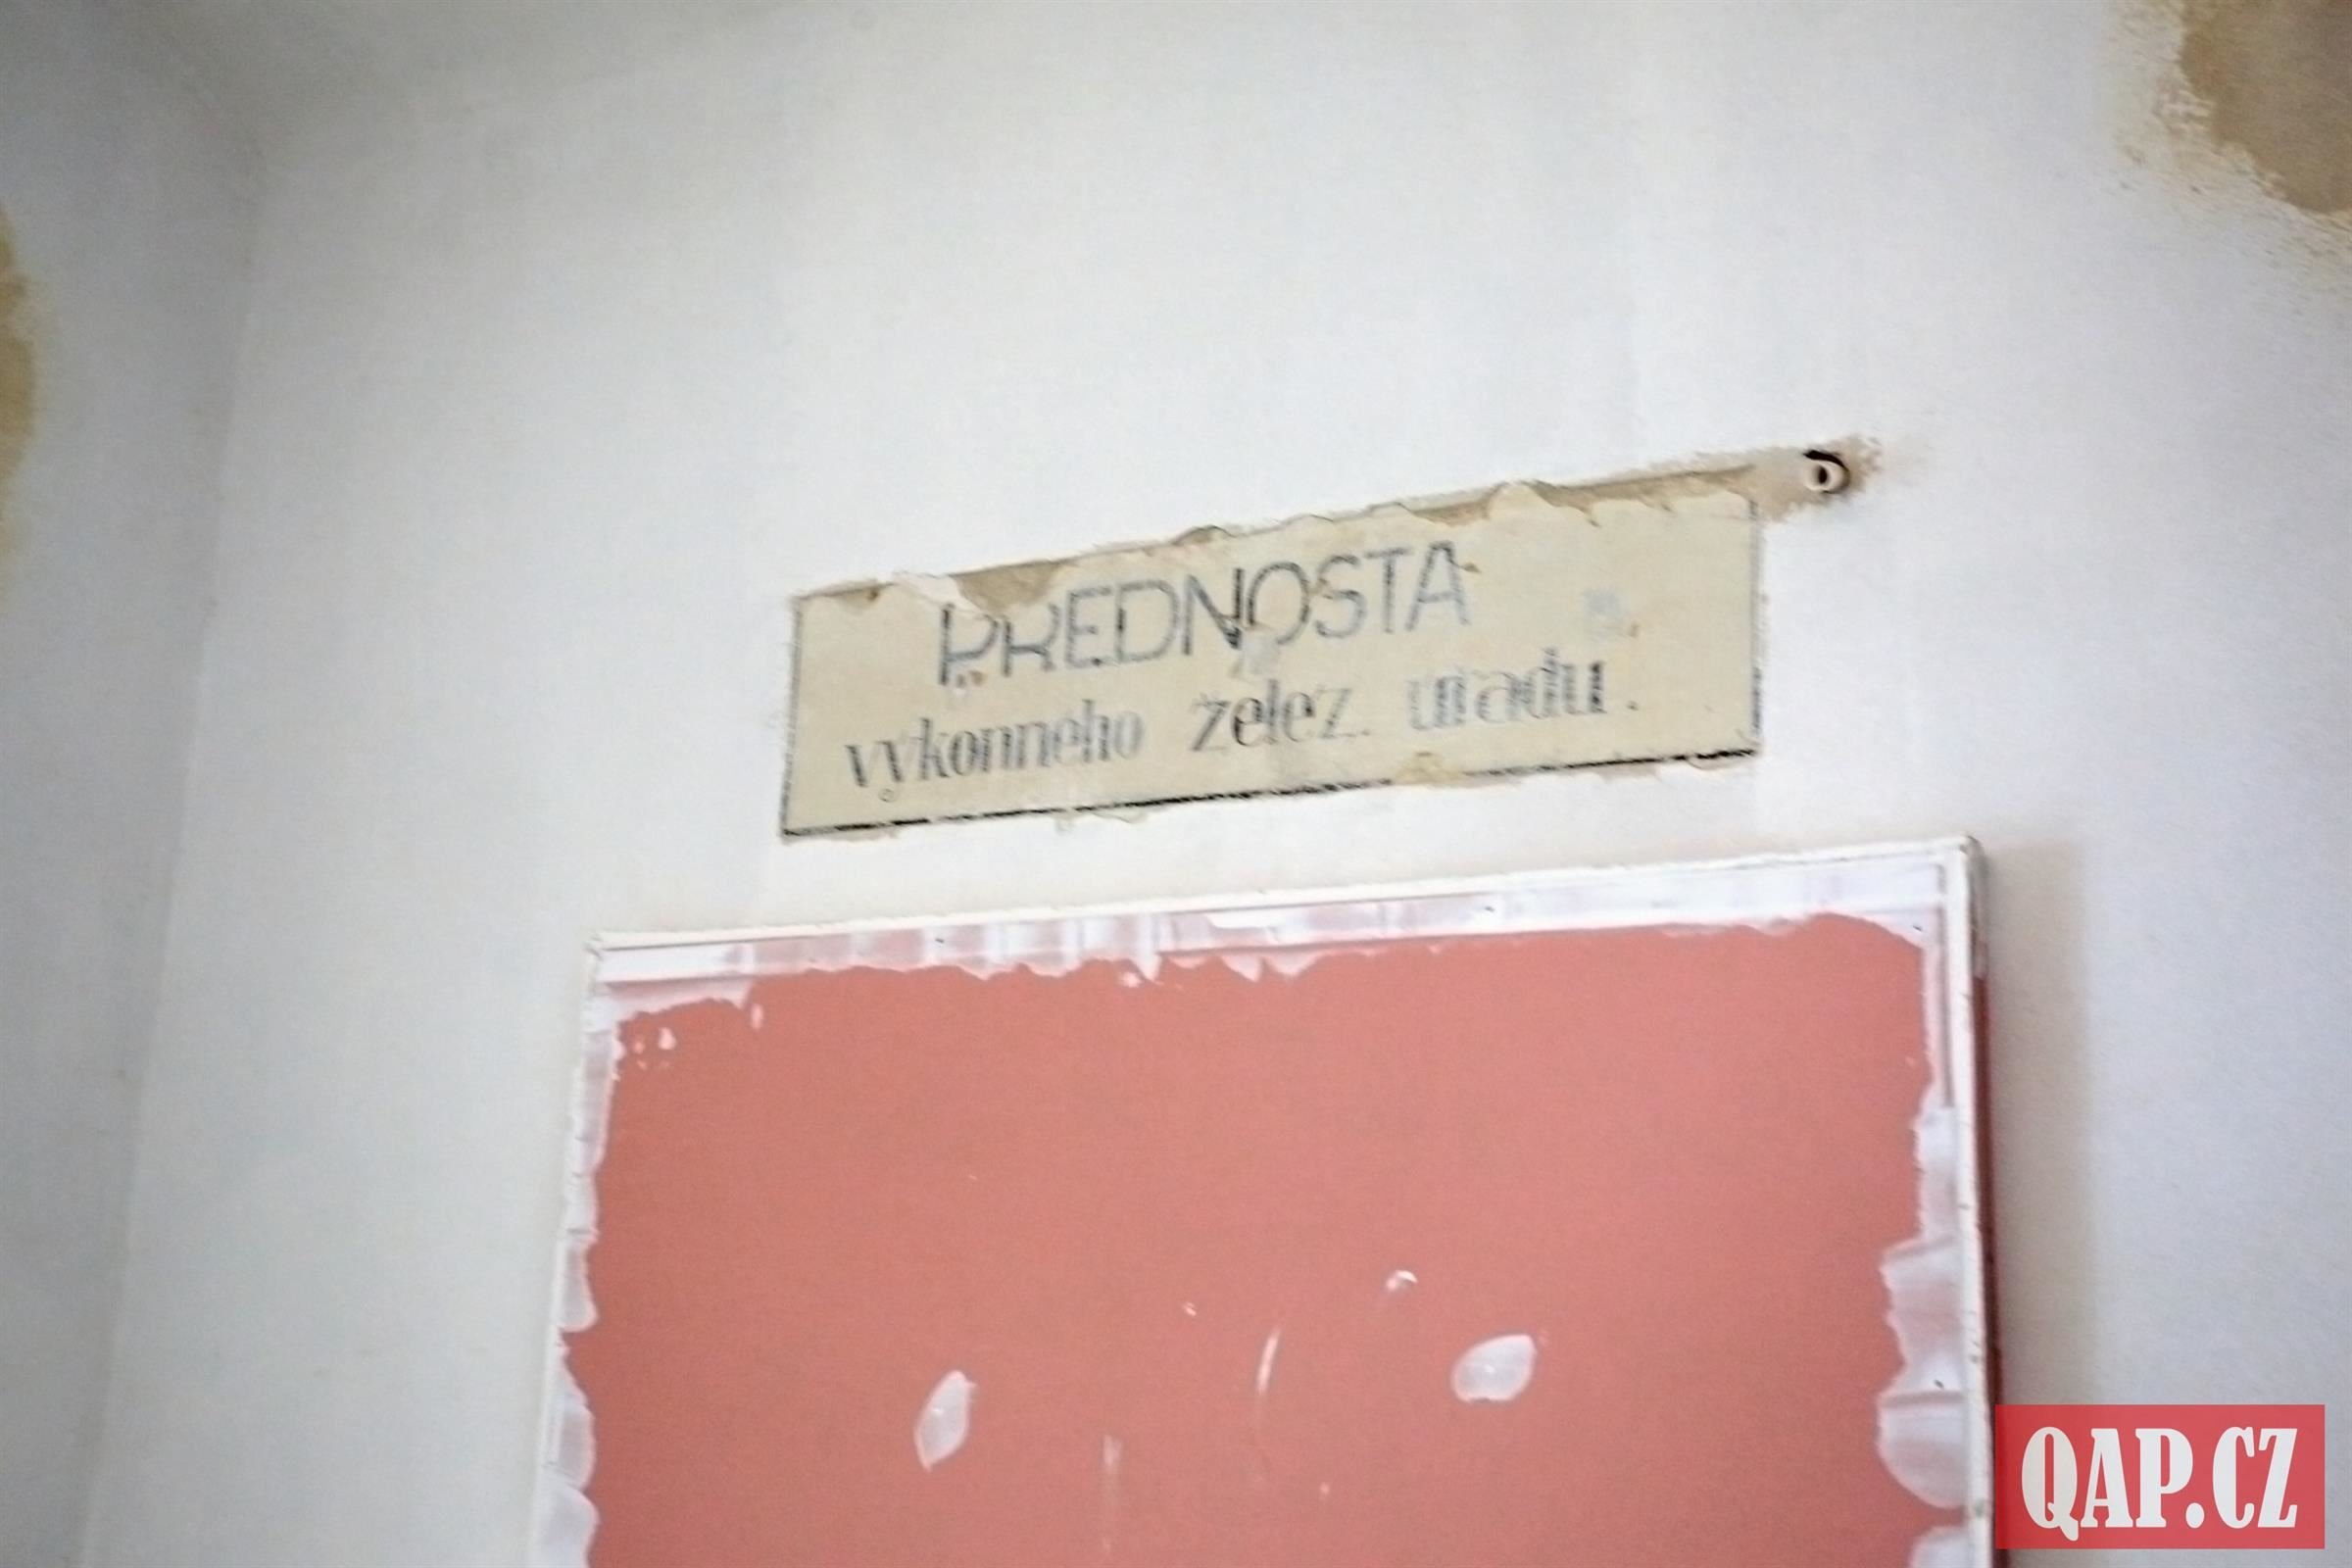 PREDNOSTA
vykonneho želez. uradu.
QAP.CZ